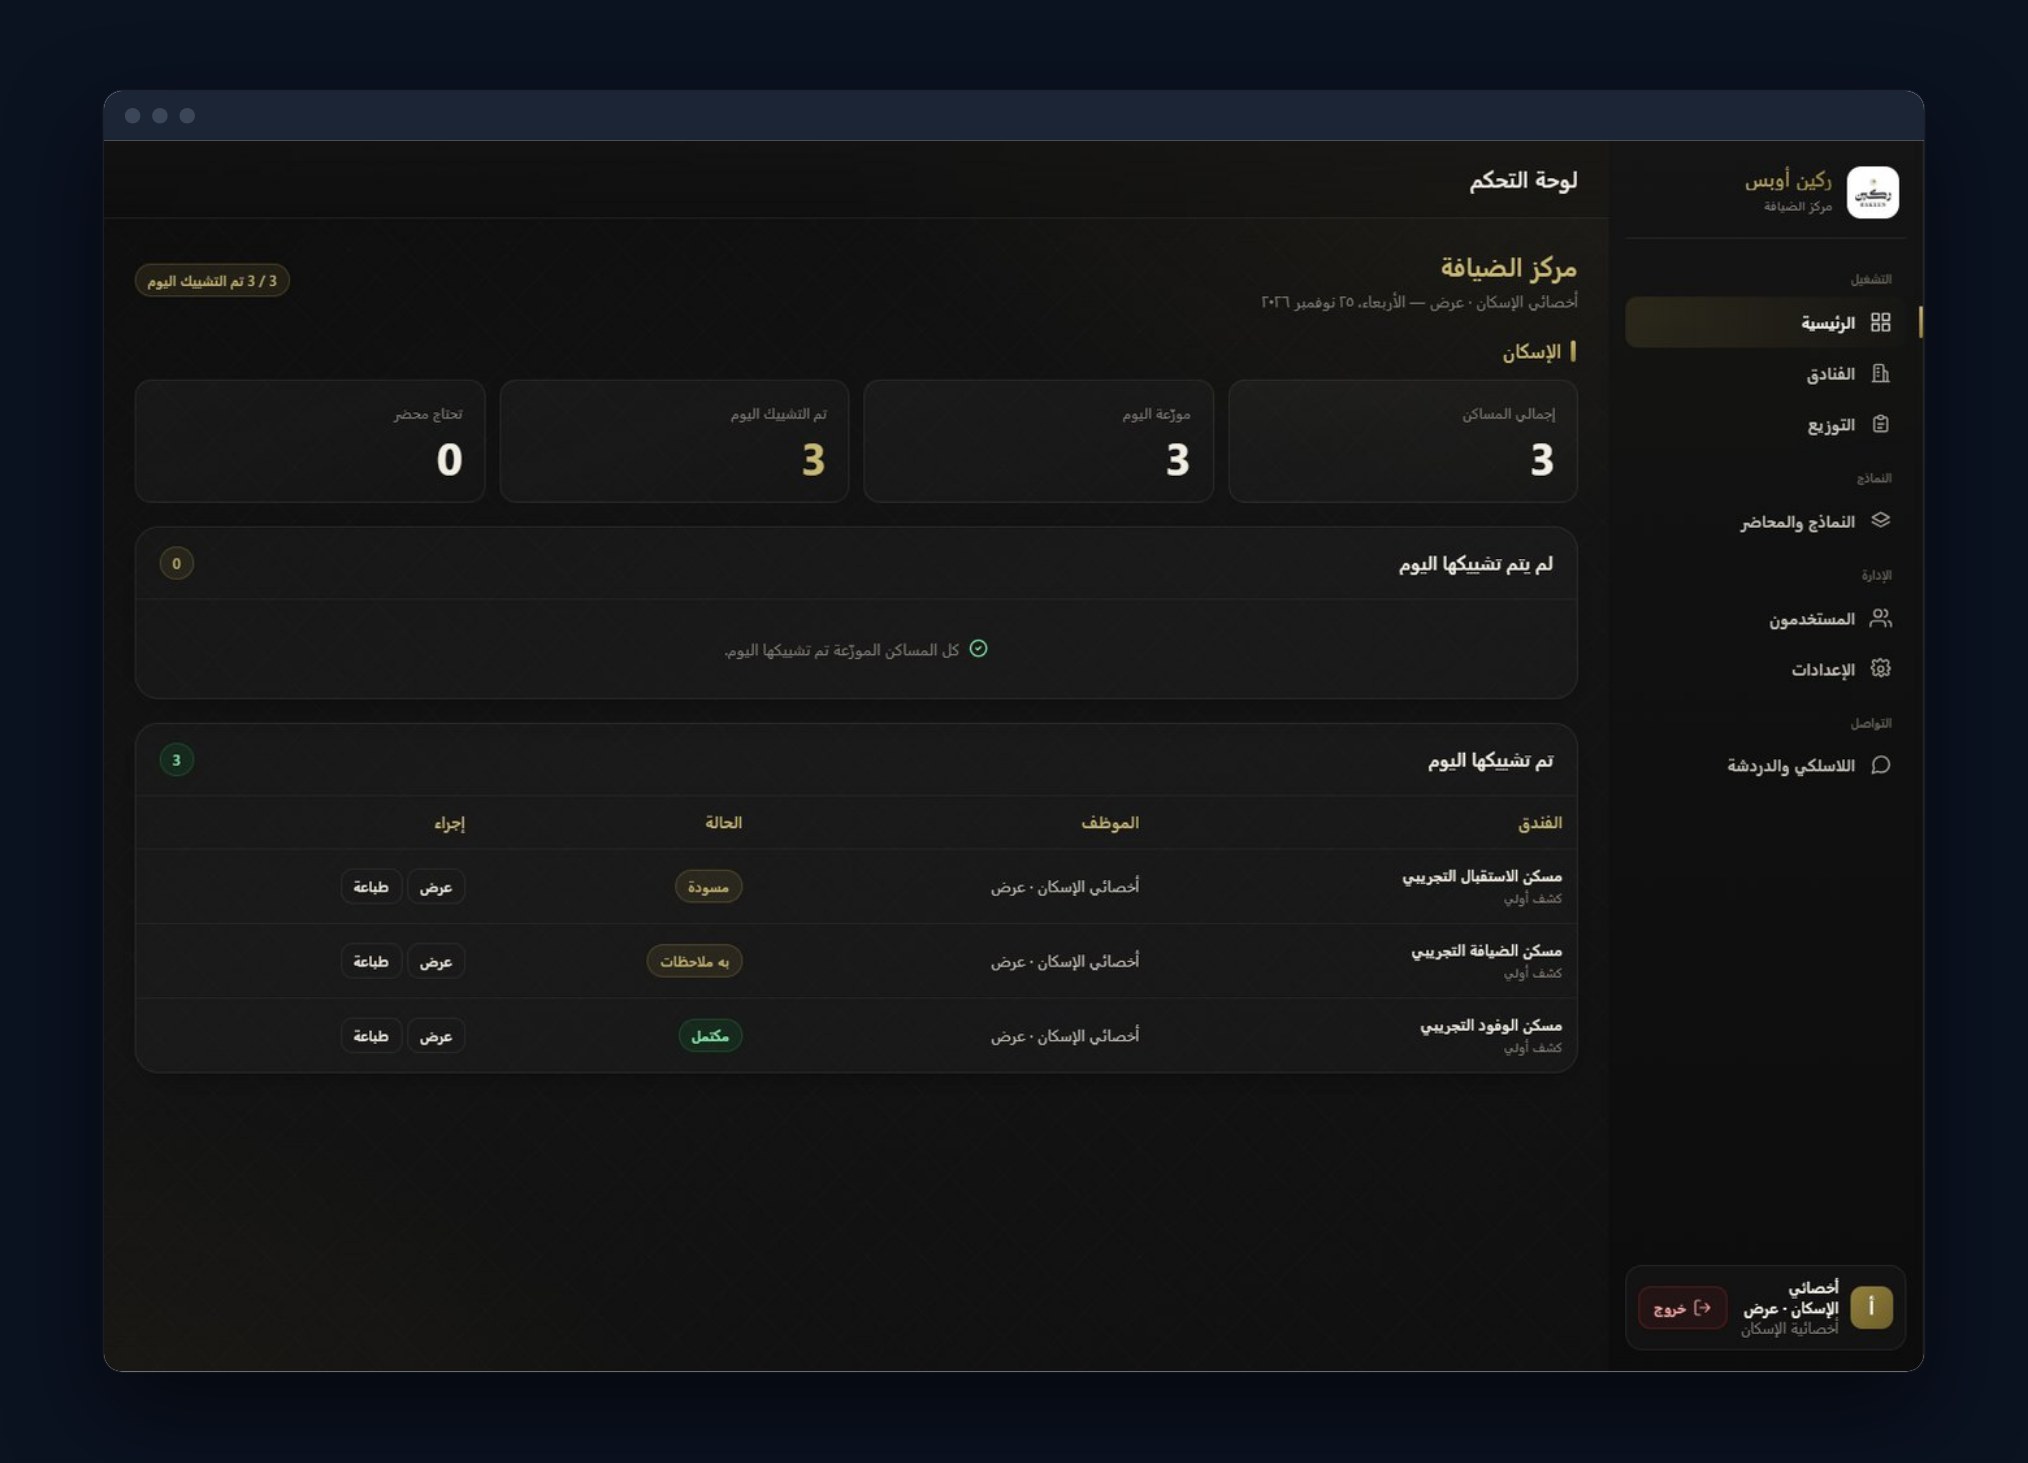 ركين أوبس
مركز الضيافة
ركين
RAKEEN
التشغيل
الرئيسية
الفنادق
التوزيع
النماذج
النماذج والمحاضر
الإدارة
المستخدمون
الإعدادات
التواصل
اللاسلكي والدردشة
أ
أخصائي
الإسكان · عرض
أخصائية الإسكان
خروج
لوحة التحكم
مركز الضيافة
أخصائي الإسكان · عرض — الأربعاء، ٢٥ نوفمبر ٢٠٢٦
3 / 3 تم التشييك اليوم
الإسكان
إجمالي المساكن
3
موزّعة اليوم
3
تم التشييك اليوم
3
تحتاج محضر
0
لم يتم تشييكها اليوم
0
كل المساكن الموزّعة تم تشييكها اليوم.
تم تشييكها اليوم
3
الفندق الموظف الحالة إجراء
مسكن الاستقبال التجريبي
كشف أولي
أخصائي الإسكان · عرض مسودة عرض طباعة
مسكن الضيافة التجريبي
كشف أولي
أخصائي الإسكان · عرض به ملاحظات عرض طباعة
مسكن الوفود التجريبي
كشف أولي
أخصائي الإسكان · عرض مكتمل عرض طباعة